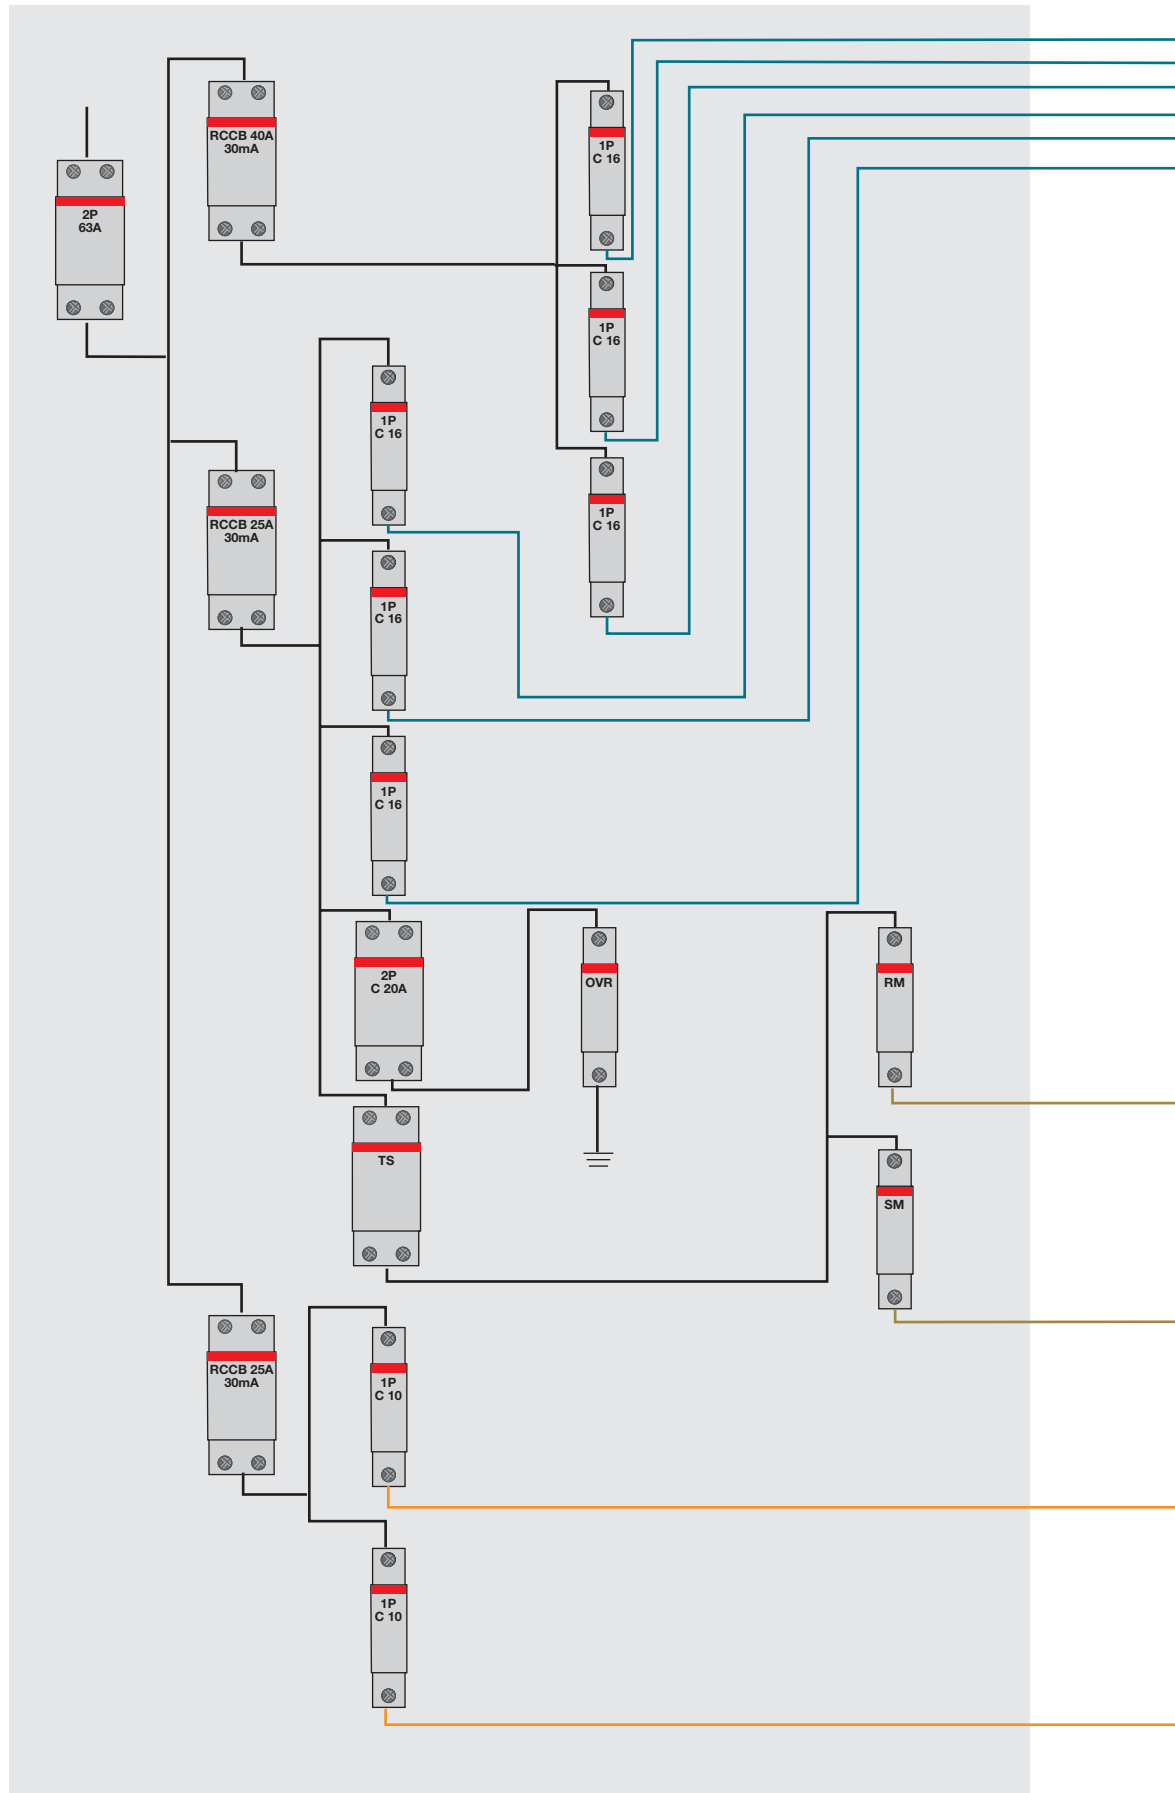 RCCB 40A
30mA
1P
C 16
2P
63A
1P
C 16
1P
C 16
1P
C 16
RCCB 25A
30mA
1P
C 16
1P
C 16
2P
C 20A
OVR
RM
TS
SM
RCCB 25A
30mA
1P
C 10
1P
C 10